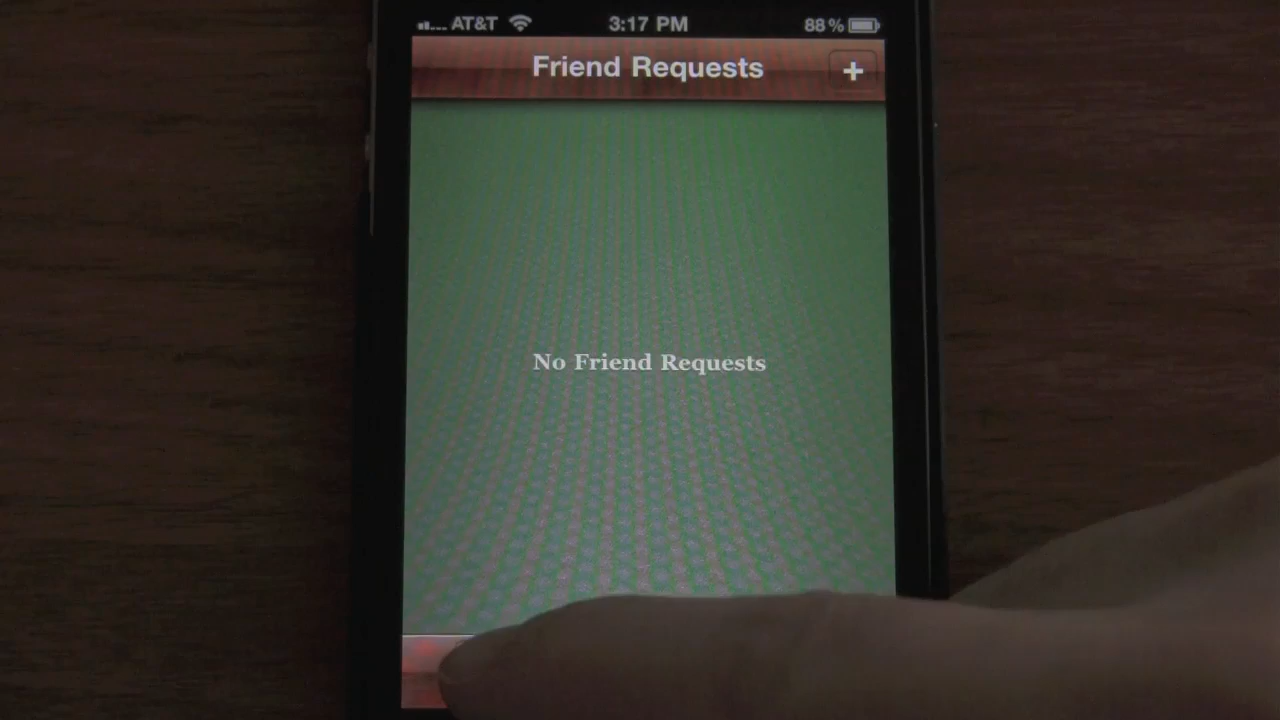 AT&T 3:17 PM 88%
Friend Requests +
No Friend Requests